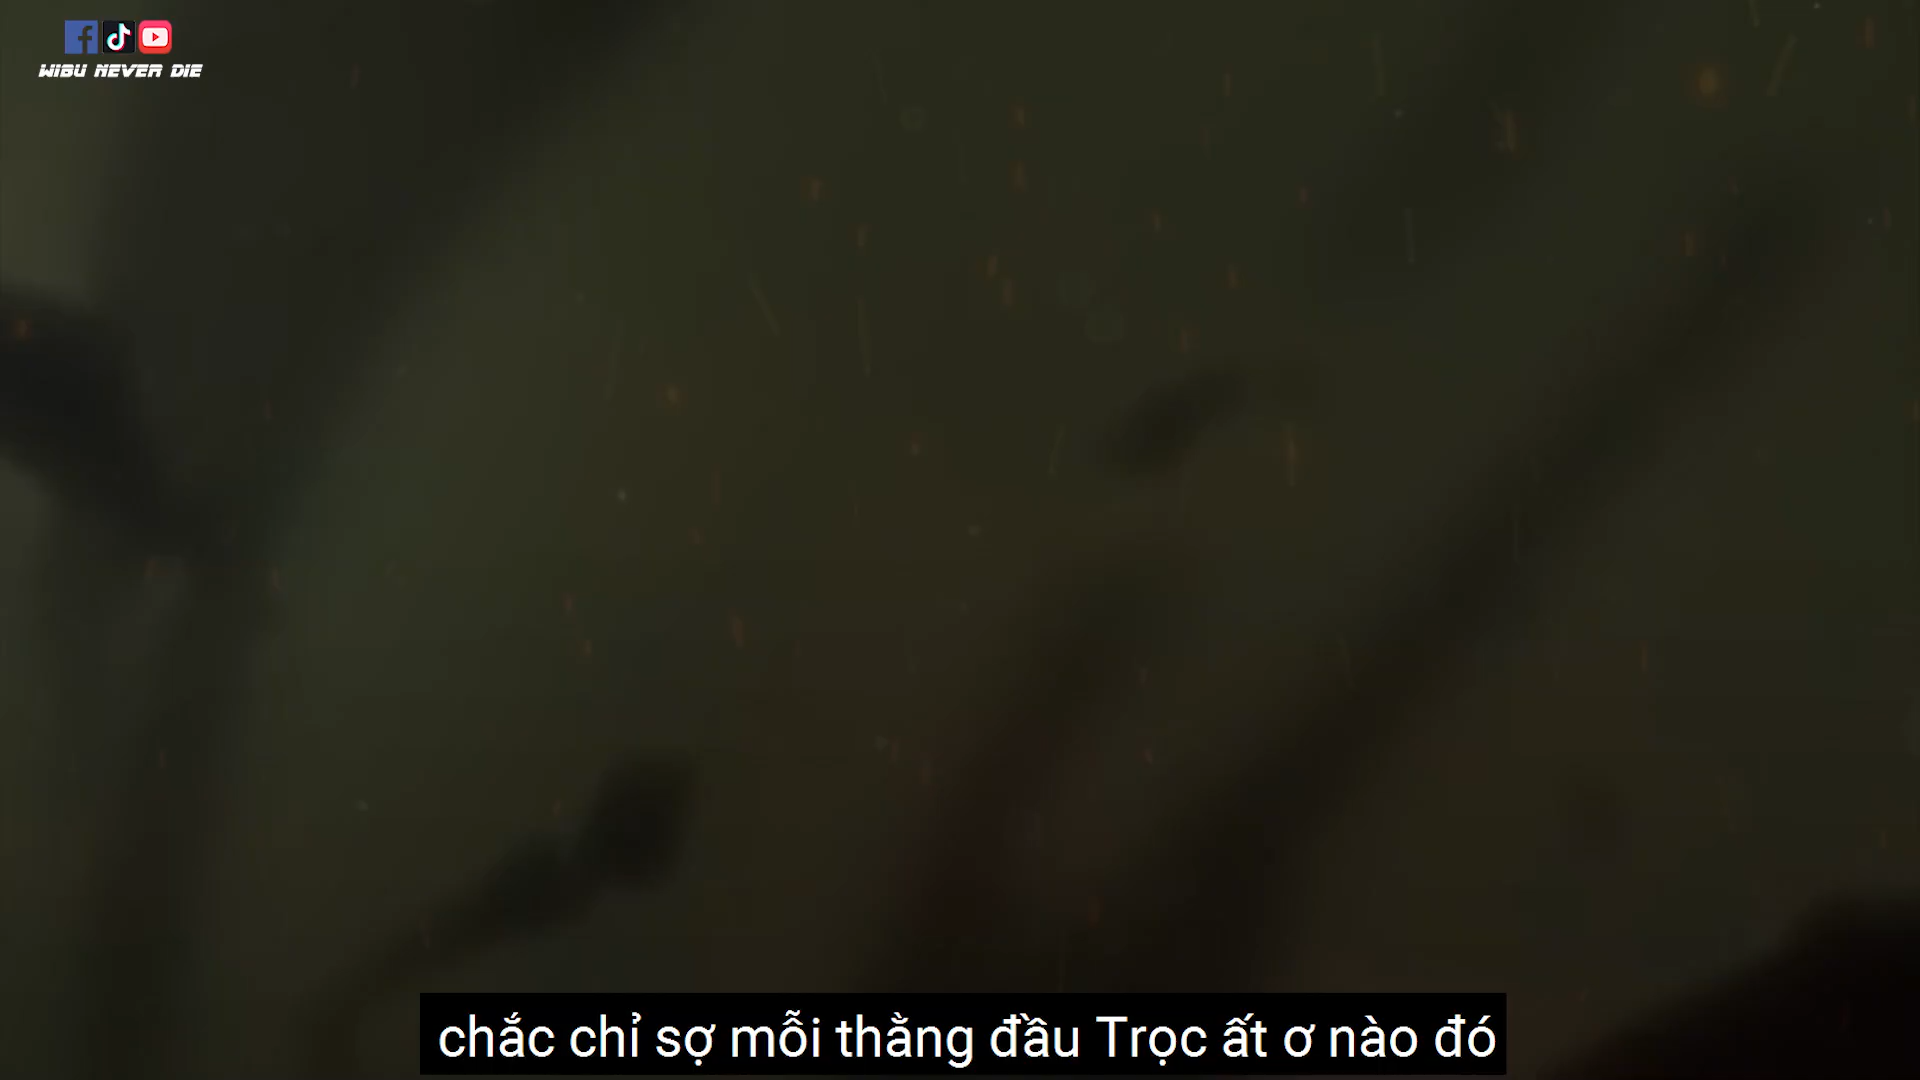 WIBU NEVER DIE
chắc chỉ sợ mỗi thằng đầu Trọc ất ơ nào đó